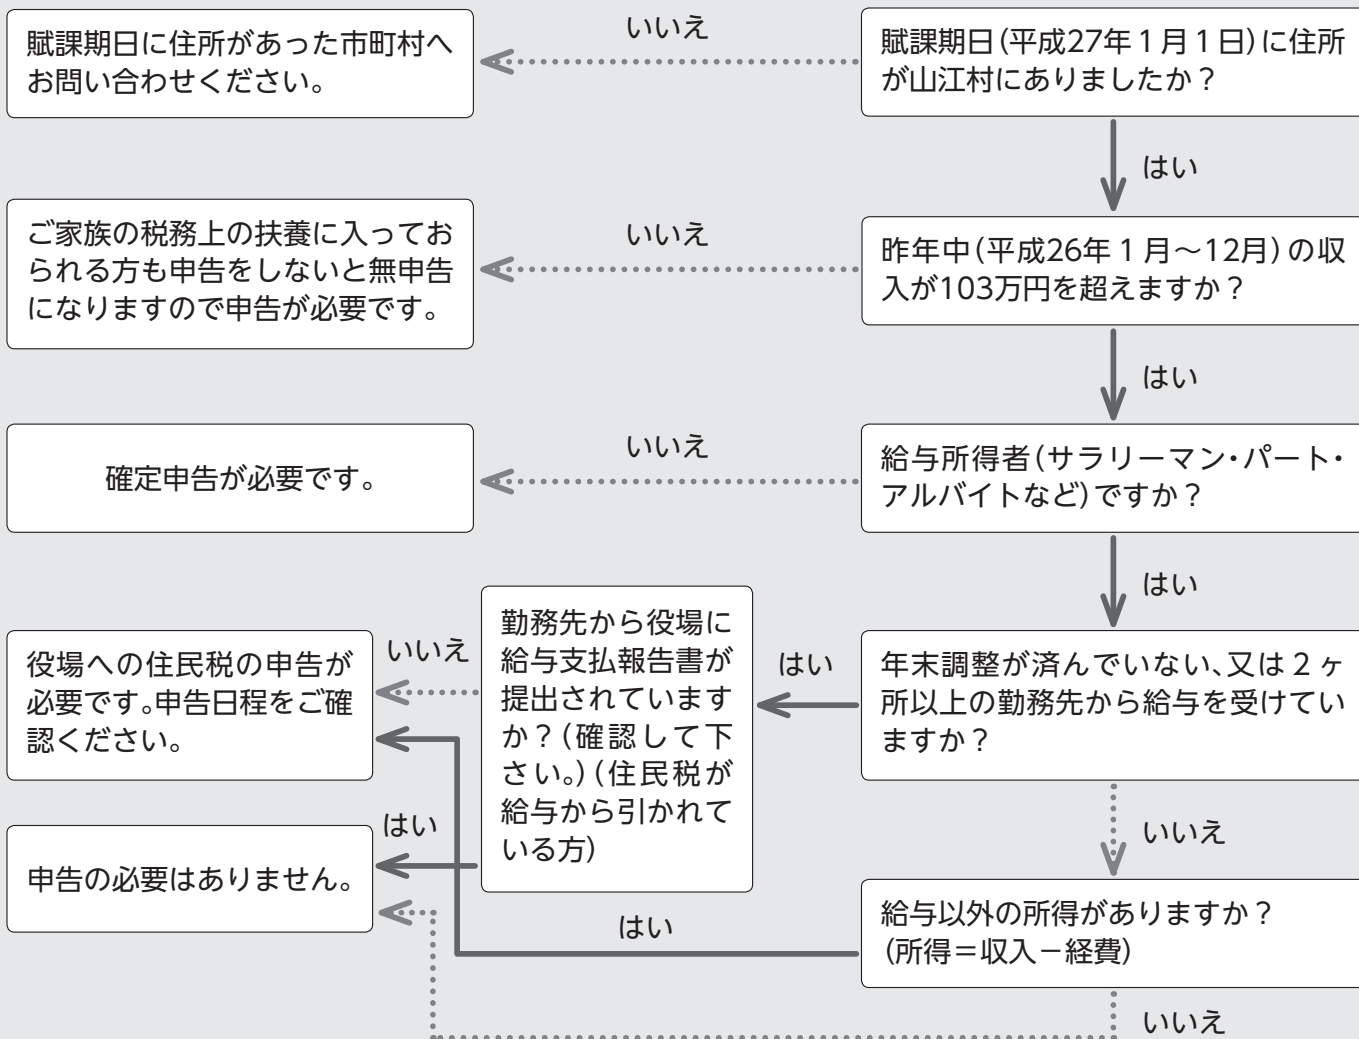 賦課期日（平成27年１月１日）に住所
が山江村にありましたか？
いいえ
賦課期日に住所があった市町村へ
お問い合わせください。
はい
昨年中（平成26年１月～12月）の収
入が103万円を超えますか？
いいえ
ご家族の税務上の扶養に入ってお
られる方も申告をしないと無申告
になりますので申告が必要です。
はい
給与所得者（サラリーマン・パート・
アルバイトなど）ですか？
いいえ
確定申告が必要です。
はい
年末調整が済んでいない、又は２ヶ
所以上の勤務先から給与を受けてい
ますか？
はい
勤務先から役場に
給与支払報告書が
提出されています
か？（確認して下
さい。）（住民税が
給与から引かれて
いる方）
いいえ
役場への住民税の申告が
必要です。申告日程をご確
認ください。
はい
申告の必要はありません。
いいえ
給与以外の所得がありますか？
（所得＝収入－経費）
はい
いいえ